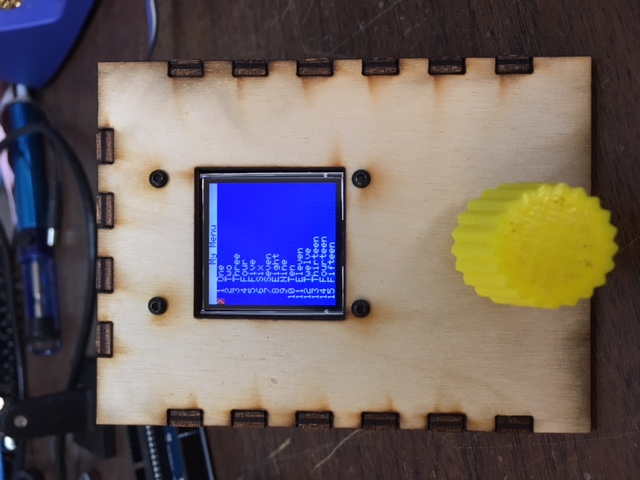 My Menu
1 One
2 Two
3 Three
4 Four
5 Five
6 Six
7 Seven
8 Eight
9 Nine
10 Ten
11 Eleven
12 Twelve
13 Thirteen
14 Fourteen
15 Fifteen